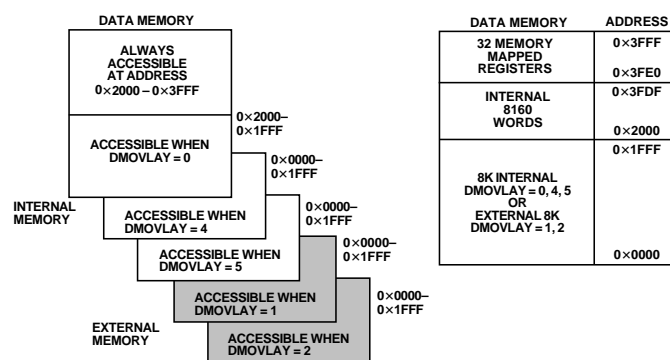 DATA MEMORY
ALWAYS
ACCESSIBLE
AT ADDRESS
0×2000 – 0×3FFF
0×2000–
0×1FFF
ACCESSIBLE WHEN
DMOVLAY = 0
0×0000–
0×1FFF
INTERNAL
MEMORY
ACCESSIBLE WHEN
DMOVLAY = 4
0×0000–
0×1FFF
ACCESSIBLE WHEN
DMOVLAY = 5
0×0000–
0×1FFF
ACCESSIBLE WHEN
DMOVLAY = 1
0×0000–
0×1FFF
EXTERNAL
MEMORY
ACCESSIBLE WHEN
DMOVLAY = 2
DATA MEMORY ADDRESS
32 MEMORY
MAPPED
REGISTERS
0×3FFF
0×3FE0
INTERNAL
8160
WORDS
0×3FDF
0×2000
8K INTERNAL
DMOVLAY = 0, 4, 5
OR
EXTERNAL 8K
DMOVLAY = 1, 2
0×1FFF
0×0000